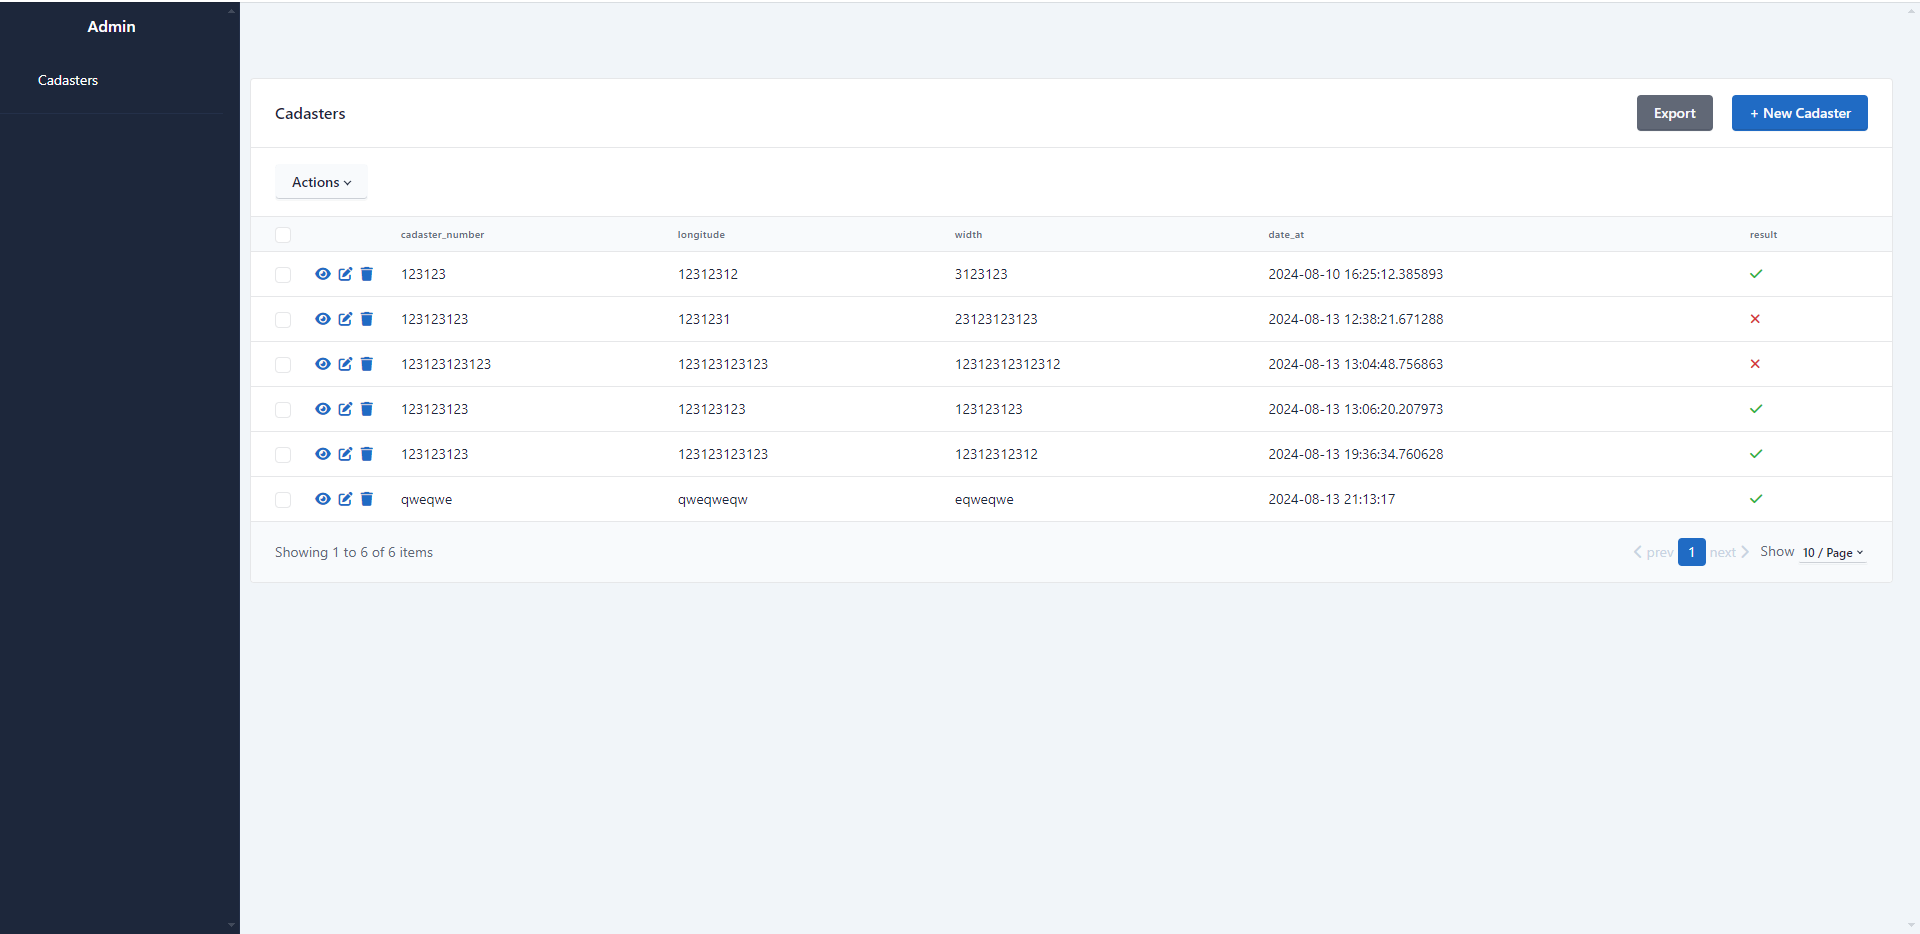 Admin
Cadasters
Cadasters
Export
+ New Cadaster
Actions
cadaster_number longitude width date_at result
123123 12312312 3123123 2024-08-10 16:25:12.385893
123123123 1231231 23123123123 2024-08-13 12:38:21.671288
123123123123 123123123123 12312312312312 2024-08-13 13:04:48.756863
123123123 123123123 123123123 2024-08-13 13:06:20.207973
123123123 123123123123 12312312312 2024-08-13 19:36:34.760628
qweqwe qweqweqw eqweqwe 2024-08-13 21:13:17
Showing 1 to 6 of 6 items
prev 1 next Show 10 / Page